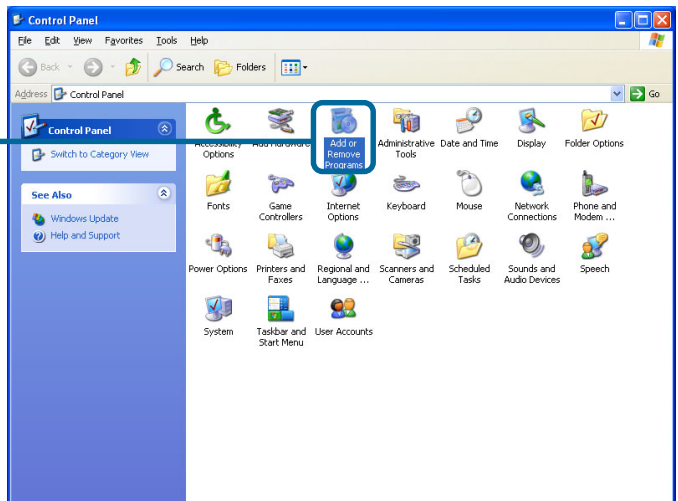 Control Panel
File Edit View Favorites Tools Help
Back Search Folders
Address Control Panel Go
Control Panel
Switch to Category View
See Also
Windows Update
Help and Support
Accessibility Options
Add Hardware
Add or Remove Programs
Administrative Tools
Date and Time
Display
Folder Options
Fonts
Game Controllers
Internet Options
Keyboard
Mouse
Network Connections
Phone and Modem ...
Power Options
Printers and Faxes
Regional and Language ...
Scanners and Cameras
Scheduled Tasks
Sounds and Audio Devices
Speech
System
Taskbar and Start Menu
User Accounts